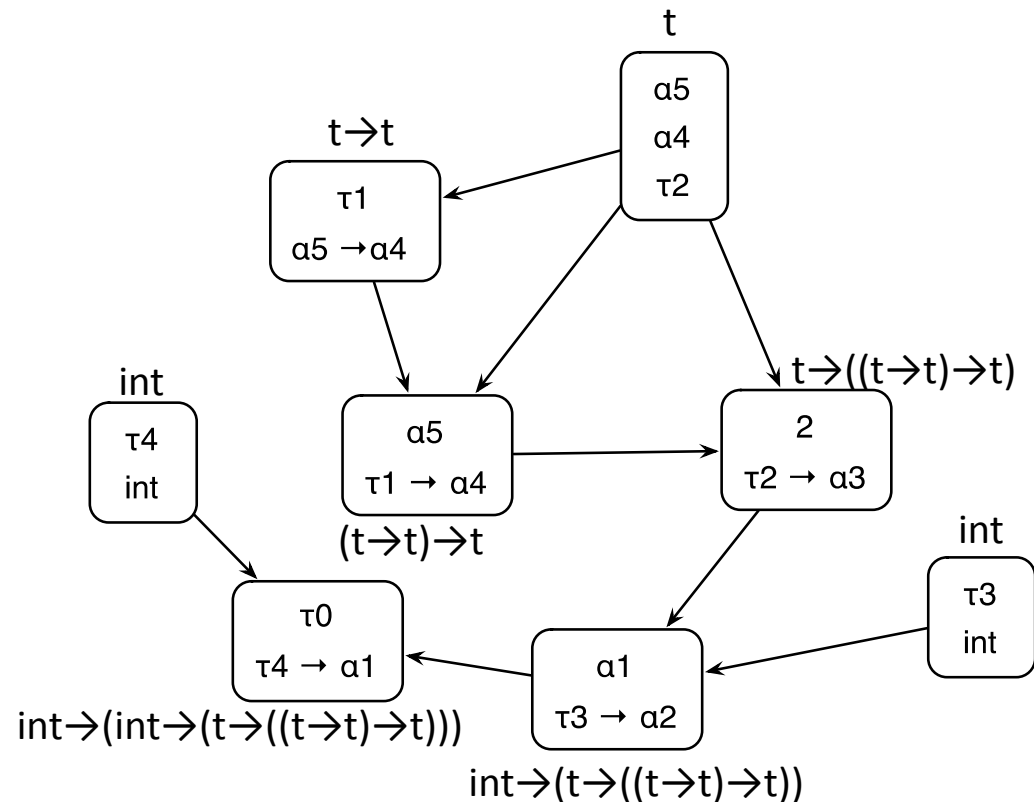 t
α5
α4
τ2
t→t
τ1
α5 → α4
int
τ4
int
α5
τ1 → α4
(t→t)→t
t→((t→t)→t)
2
τ2 → α3
int
τ3
int
τ0
τ4 → α1
int→(int→(t→((t→t)→t)))
α1
τ3 → α2
int→(t→((t→t)→t))